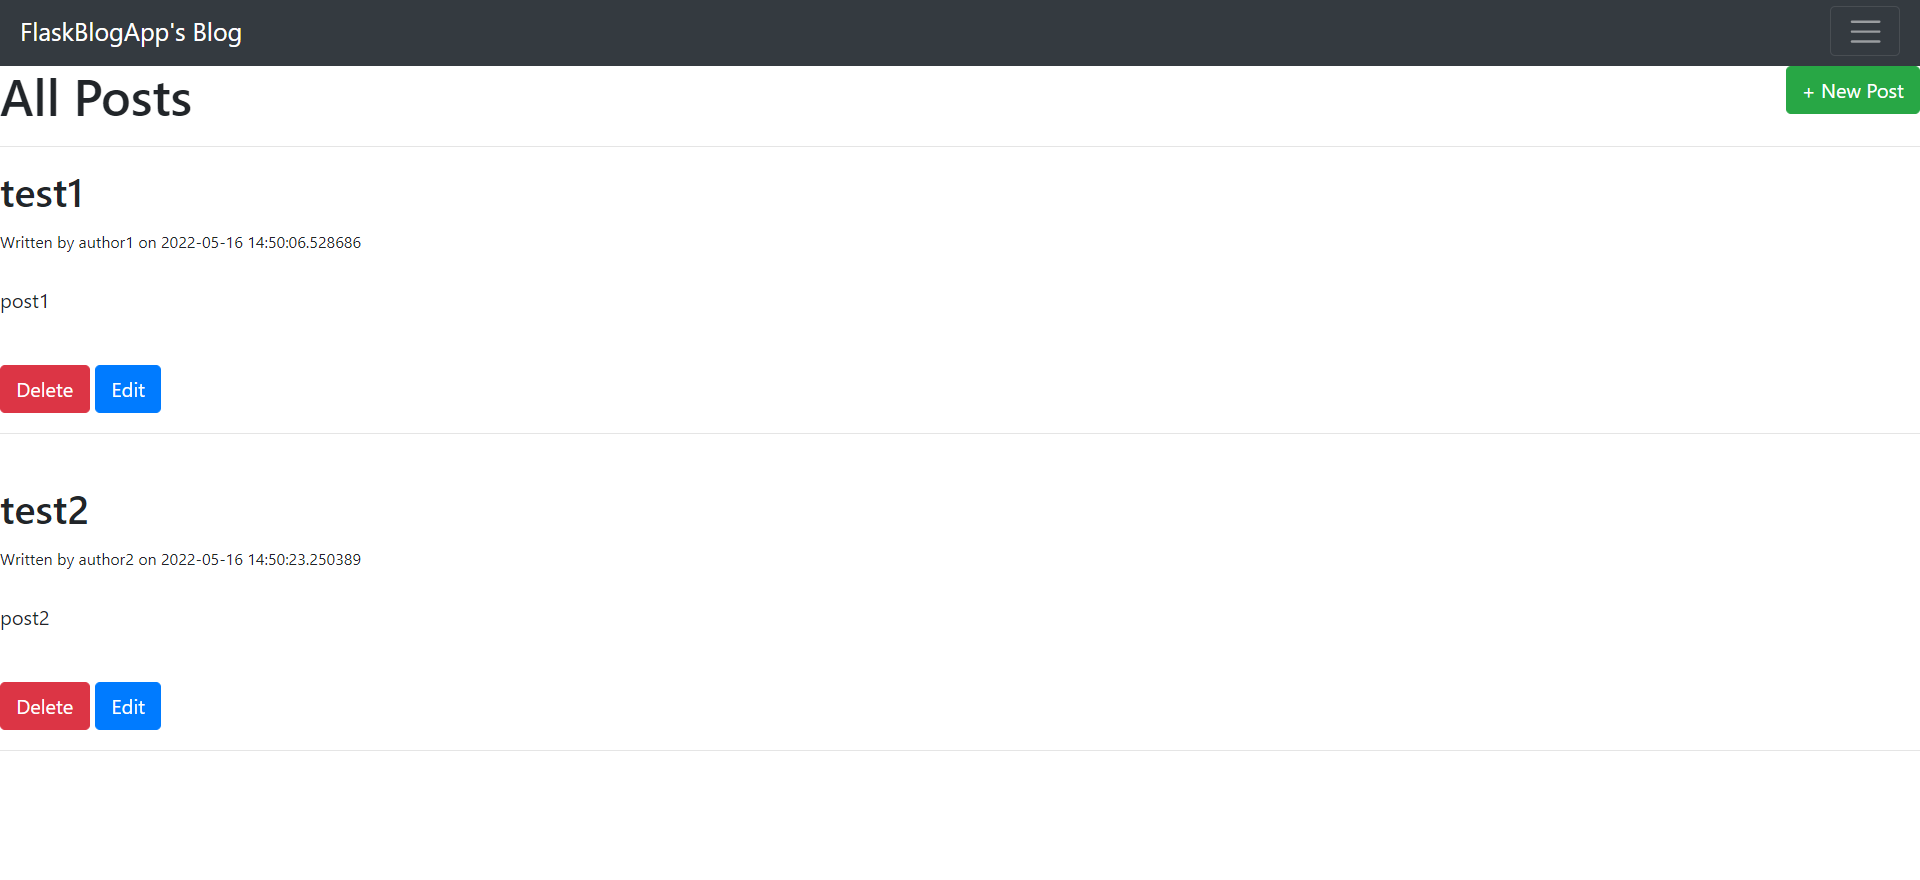 FlaskBlogApp's Blog
All Posts
+ New Post
test1
Written by author1 on 2022-05-16 14:50:06.528686
post1
Delete Edit
test2
Written by author2 on 2022-05-16 14:50:23.250389
post2
Delete Edit